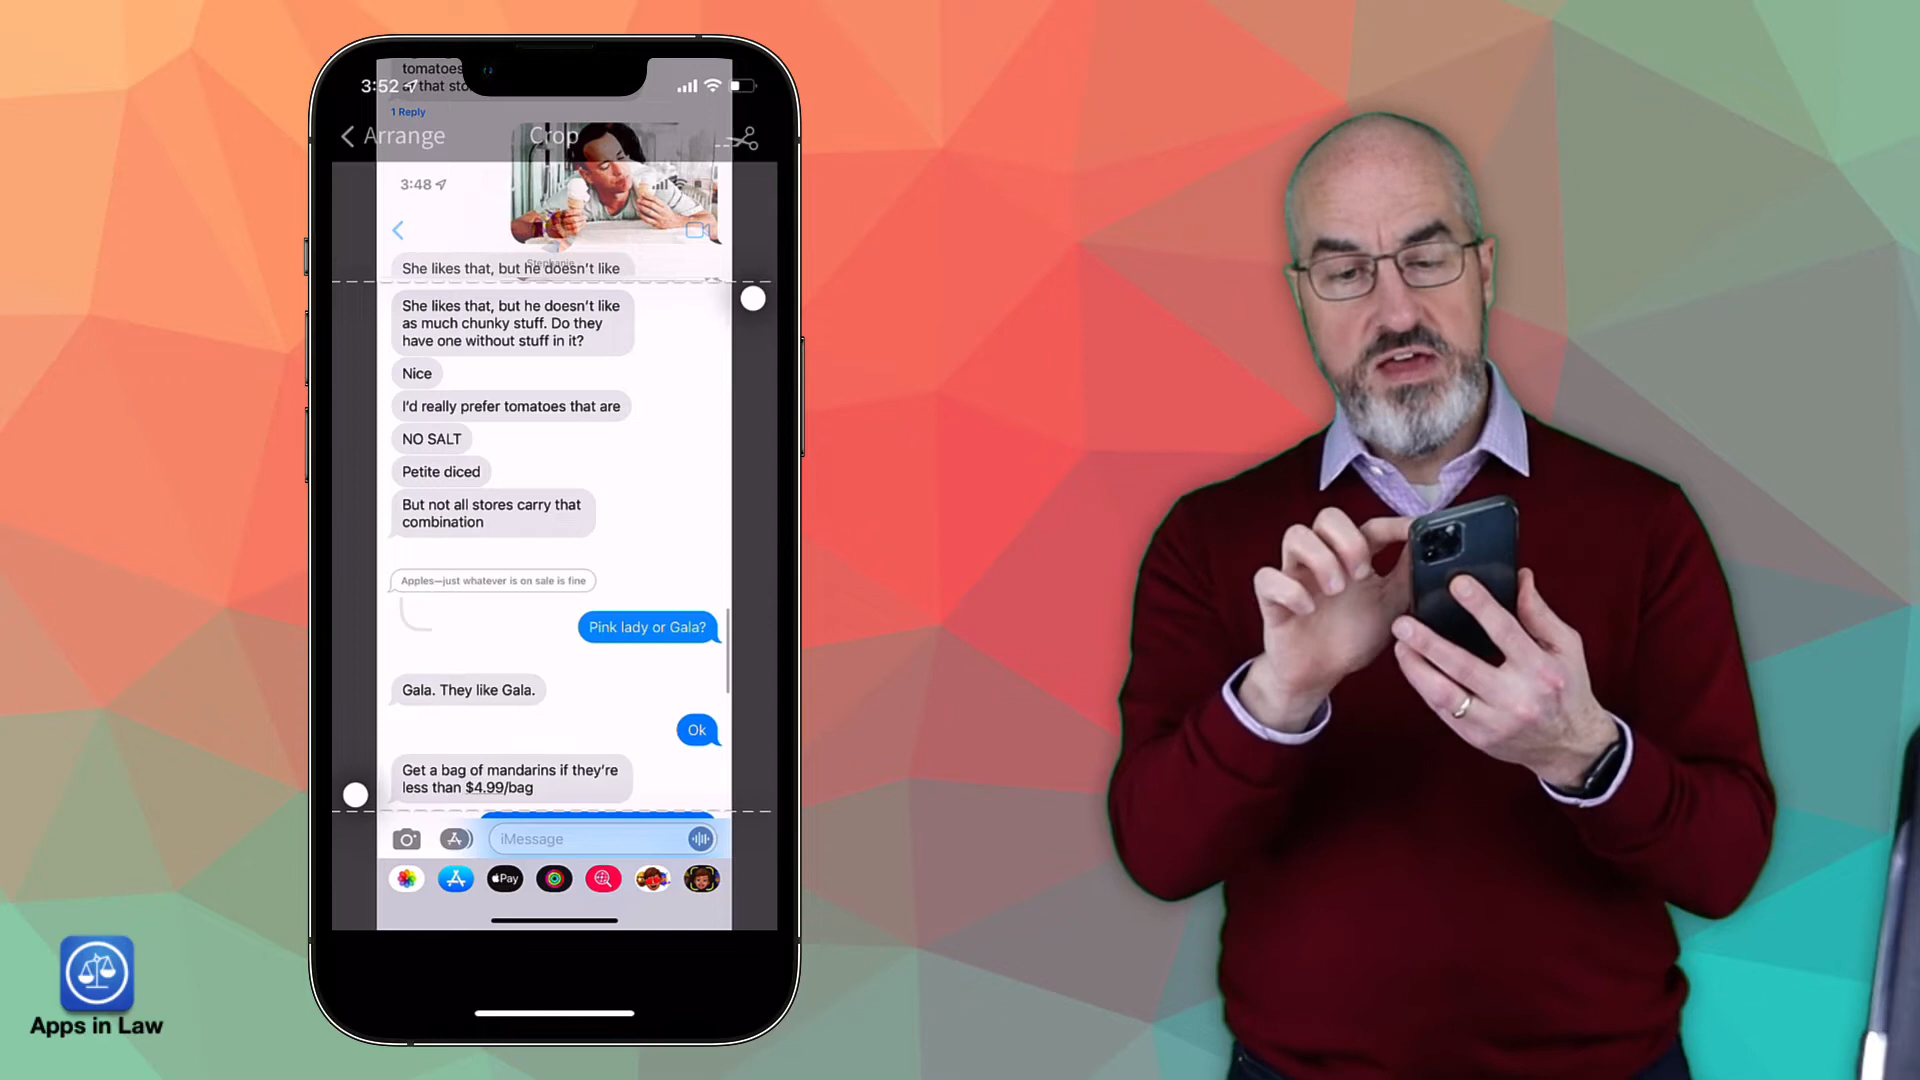 tomatoes
at that sto
3:52
1 Reply
Arrange
Crop
3:48
Stephanie
She likes that, but he doesn't like
She likes that, but he doesn't like
as much chunky stuff. Do they
have one without stuff in it?
Nice
I'd really prefer tomatoes that are
NO SALT
Petite diced
But not all stores carry that
combination
Apples—just whatever is on sale is fine
Pink lady or Gala?
Gala. They like Gala.
Ok
Get a bag of mandarins if they're
less than $4.99/bag
iMessage
Pay
Apps in Law